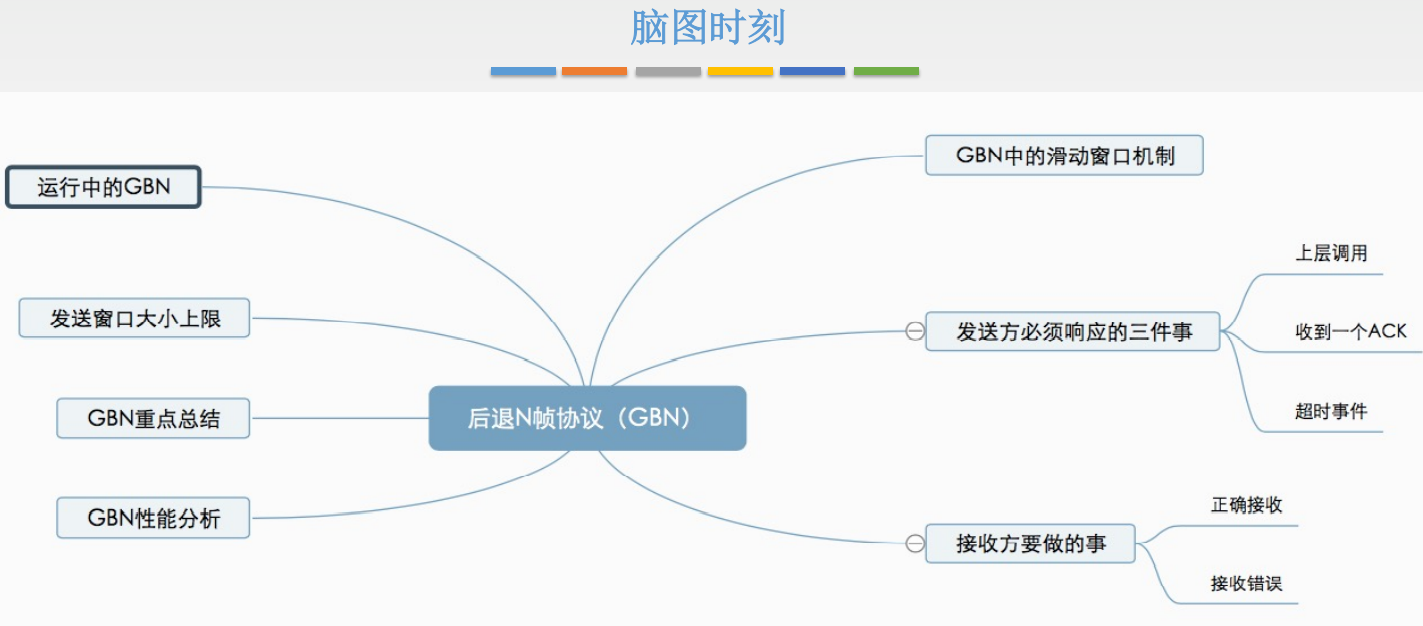 脑图时刻
GBN中的滑动窗口机制
运行中的GBN
上层调用
发送窗口大小上限
发送方必须响应的三件事
收到一个ACK
超时事件
GBN重点总结
后退N帧协议（GBN）
正确接收
GBN性能分析
接收方要做的事
接收错误